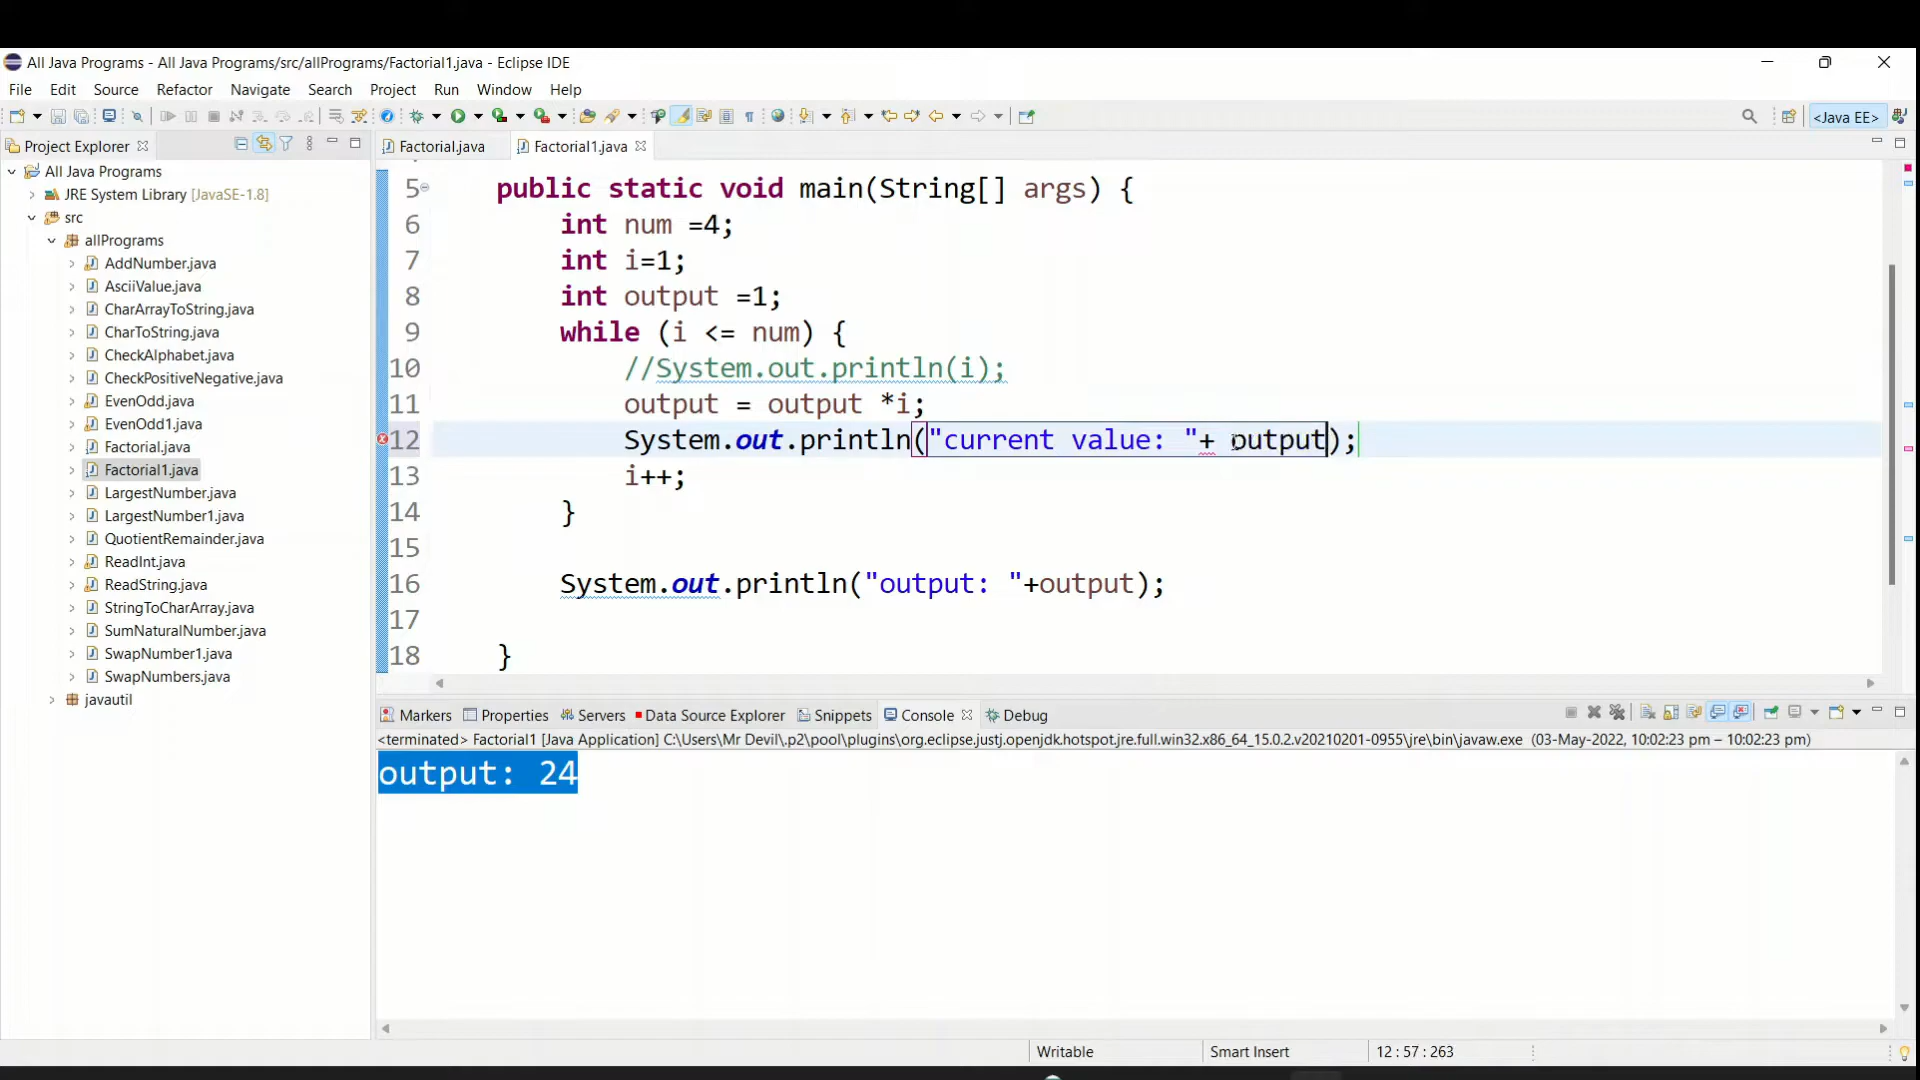 All Java Programs - All Java Programs/src/allPrograms/Factorial1.java - Eclipse IDE
File Edit Source Refactor Navigate Search Project Run Window Help
<Java EE>
Project Explorer
All Java Programs
JRE System Library [JavaSE-1.8]
src
allPrograms
AddNumber.java
AsciiValue.java
CharArrayToString.java
CharToString.java
CheckAlphabet.java
CheckPositiveNegative.java
EvenOdd.java
EvenOdd1.java
Factorial.java
Factorial1.java
LargestNumber.java
LargestNumber1.java
QuotientRemainder.java
ReadInt.java
ReadString.java
StringToCharArray.java
SumNaturalNumber.java
SwapNumber1.java
SwapNumbers.java
javautil
Factorial.java Factorial1.java
5 public static void main(String[] args) {
6 int num =4;
7 int i=1;
8 int output =1;
9 while (i <= num) {
10 //System.out.println(i);
11 output = output *i;
12 System.out.println("current value: "+ output);
13 i++;
14 }
15
16 System.out.println("output: "+output);
17
18 }
Markers Properties Servers Data Source Explorer Snippets Console Debug
<terminated> Factorial1 [Java Application] C:\Users\Mr Devil\.p2\pool\plugins\org.eclipse.justj.openjdk.hotspot.jre.full.win32.x86_64_15.0.2.v20210201-0955\jre\bin\javaw.exe (03-May-2022, 10:02:23 pm – 10:02:23 pm)
output: 24
Writable Smart Insert 12 : 57 : 263